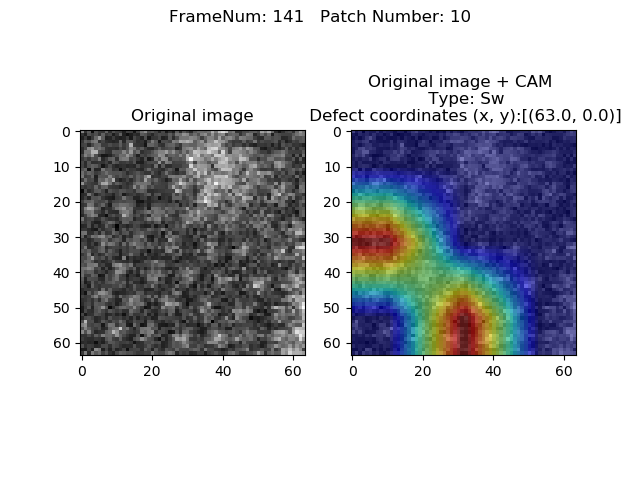 FrameNum: 141   Patch Number: 10
Original image
0
10
20
30
40
50
60
0 20 40 60
Original image + CAM
Type: Sw
Defect coordinates (x, y):[(63.0, 0.0)]
0
10
20
30
40
50
60
0 20 40 60